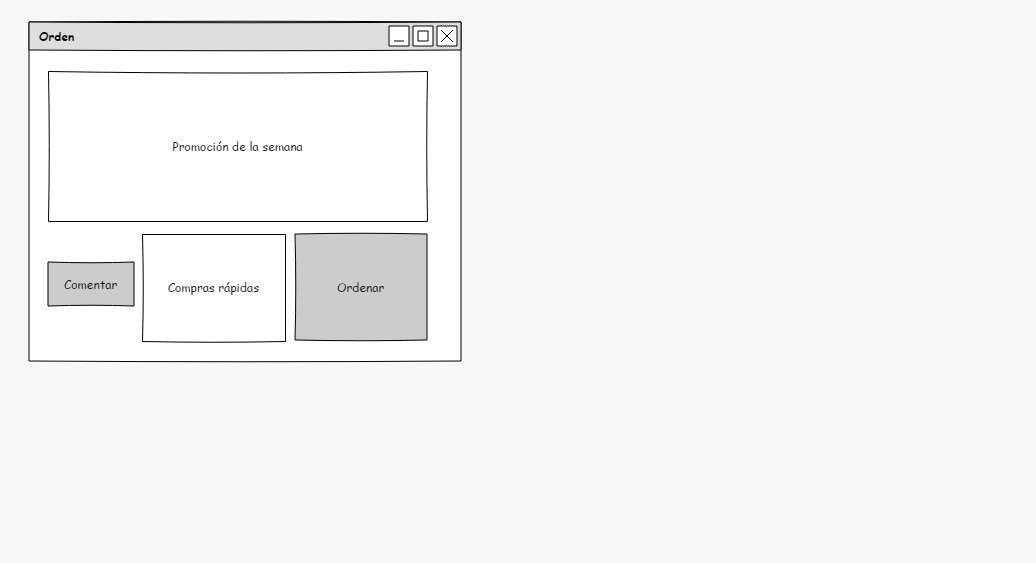 Orden
Promoción de la semana
Comentar
Compras rápidas
Ordenar